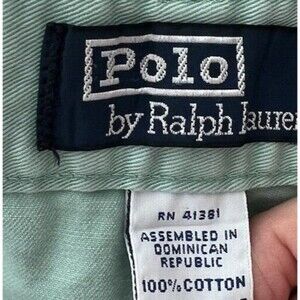 Polo
by Ralph Lauren
RN 41381
ASSEMBLED IN
DOMINICAN
REPUBLIC
100% COTTON